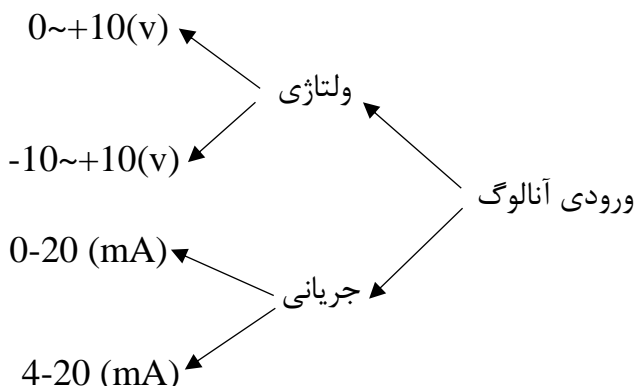 0~+10(v)
ولتاژی
-10~+10(v)
ورودی آنالوگ
0-20 (mA)
جریانی
4-20 (mA)